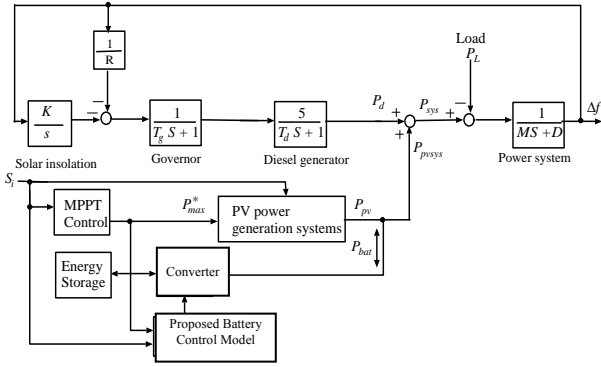 1
R
Load
P_L
K
s
1
T_g S + 1
5
T_d S + 1
P_d
P_sys
P_pvsys
1
MS + D
Δf
− − + + + −
Solar insolation
Governor
Diesel generator
Power system
S_i
MPPT
Control
P*_max
PV power
generation systems
P_pv
P_bat
Energy
Storage
Converter
Proposed Battery
Control Model